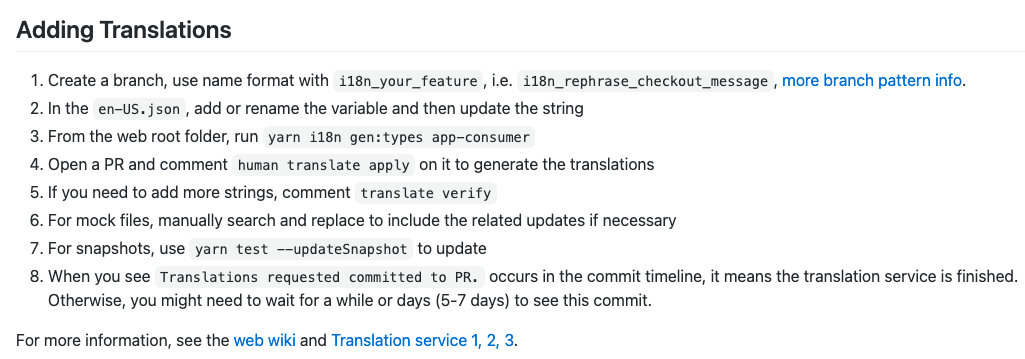 Adding Translations
1. Create a branch, use name format with i18n_your_feature , i.e. i18n_rephrase_checkout_message , more branch pattern info.
2. In the en-US.json , add or rename the variable and then update the string
3. From the web root folder, run yarn i18n gen:types app-consumer
4. Open a PR and comment human translate apply on it to generate the translations
5. If you need to add more strings, comment translate verify
6. For mock files, manually search and replace to include the related updates if necessary
7. For snapshots, use yarn test --updateSnapshot to update
8. When you see Translations requested committed to PR. occurs in the commit timeline, it means the translation service is finished.
Otherwise, you might need to wait for a while or days (5-7 days) to see this commit.
For more information, see the web wiki and Translation service 1, 2, 3.